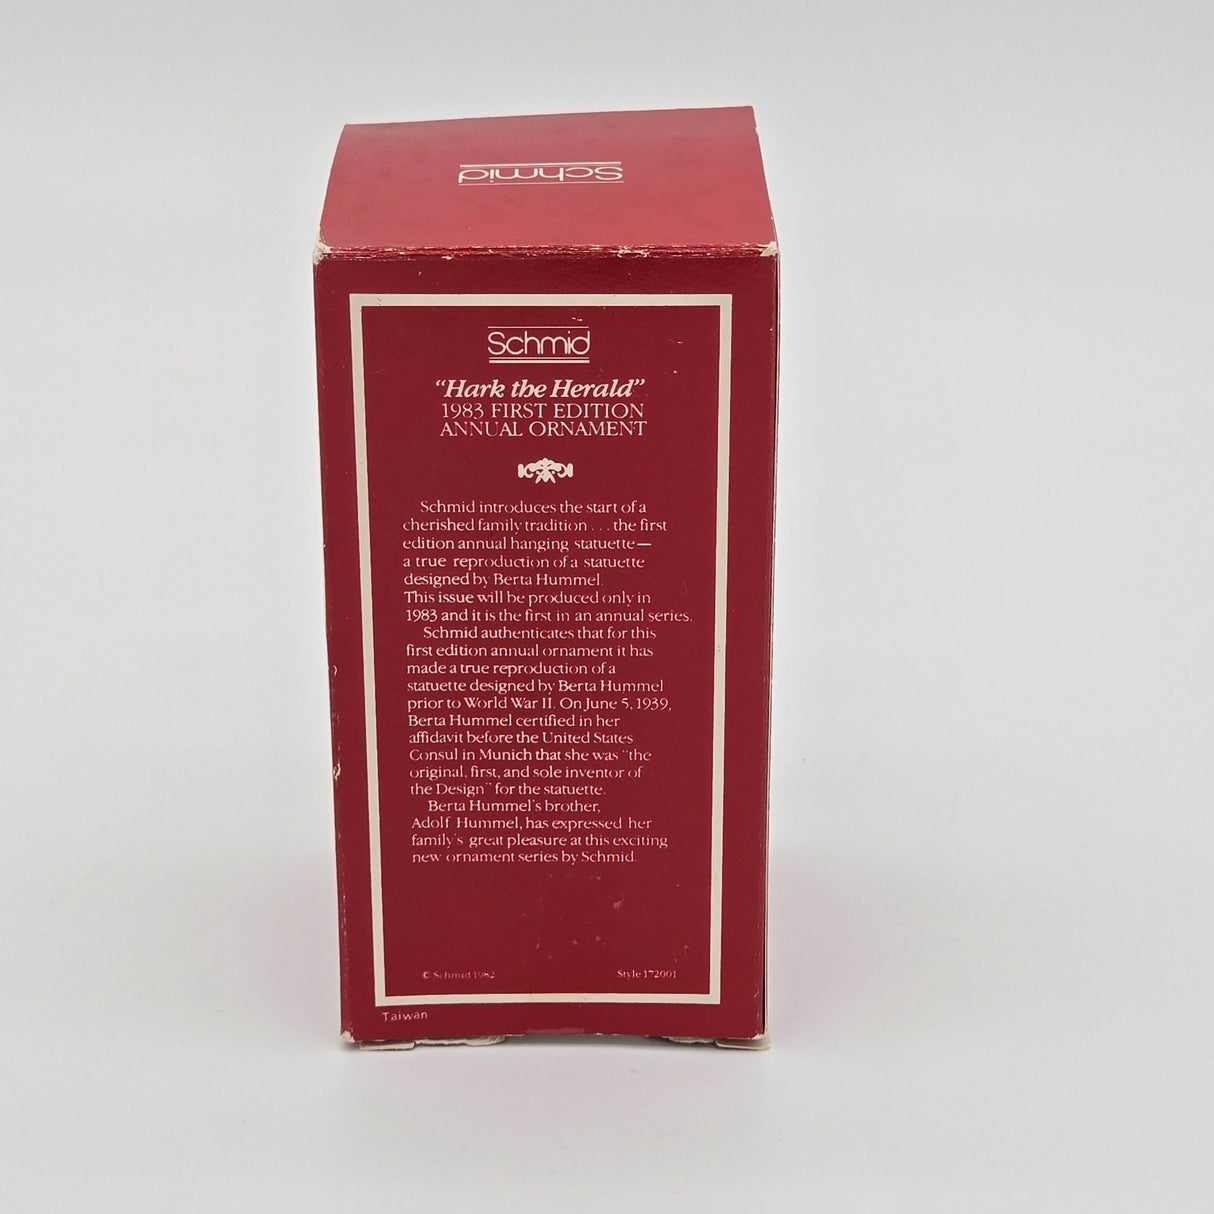 Schmid
Schmid
"Hark the Herald"
1983 FIRST EDITION
ANNUAL ORNAMENT
Schmid introduces the start of a
cherished family tradition . . . the first
edition annual hanging statuette—
a true reproduction of a statuette
designed by Berta Hummel.
This issue will be produced only in
1983 and it is the first in an annual series.
Schmid authenticates that for this
first edition annual ornament it has
made a true reproduction of a
statuette designed by Berta Hummel
prior to World War II. On June 5, 1939,
Berta Hummel certified in her
affidavit before the United States
Consul in Munich that she was "the
original, first, and sole inventor of
the Design" for the statuette.
Berta Hummel's brother,
Adolf Hummel, has expressed her
family's great pleasure at this exciting
new ornament series by Schmid.
© Schmid 1982
Style 172001
Taiwan